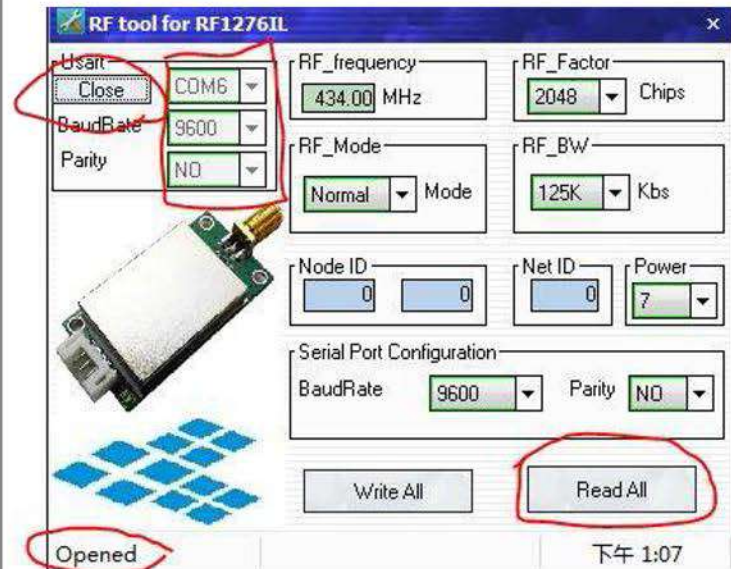 RF tool for RF1276IL
x
Usart
Close
COM6
BaudRate
9600
Parity
NO
RF_frequency
434.00 MHz
RF_Factor
2048 Chips
RF_Mode
Normal Mode
RF_BW
125K Kbs
Node ID
0 0
Net ID
0
Power
7
Serial Port Configuration
BaudRate 9600 Parity NO
Write All
Read All
Opened
下午 1:07